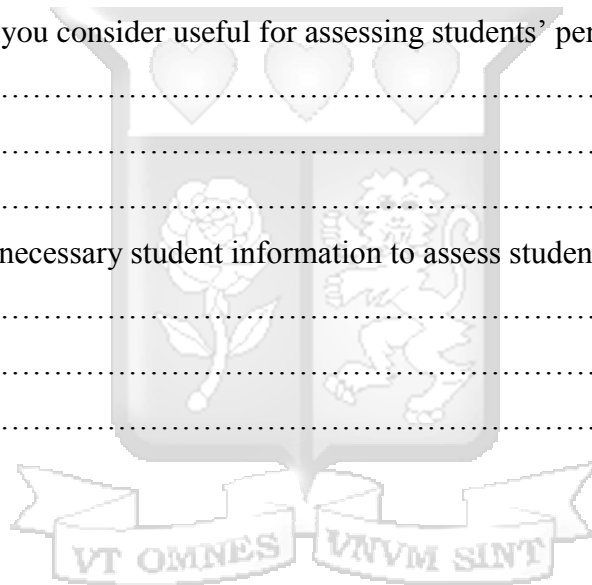 you consider useful for assessing students’ per
……………………………………………………………
……………………………………………………………
……………………………………………………………
necessary student information to assess studen
……………………………………………………………
……………………………………………………………
……………………………………………………………
VT OMNES VNVM SINT